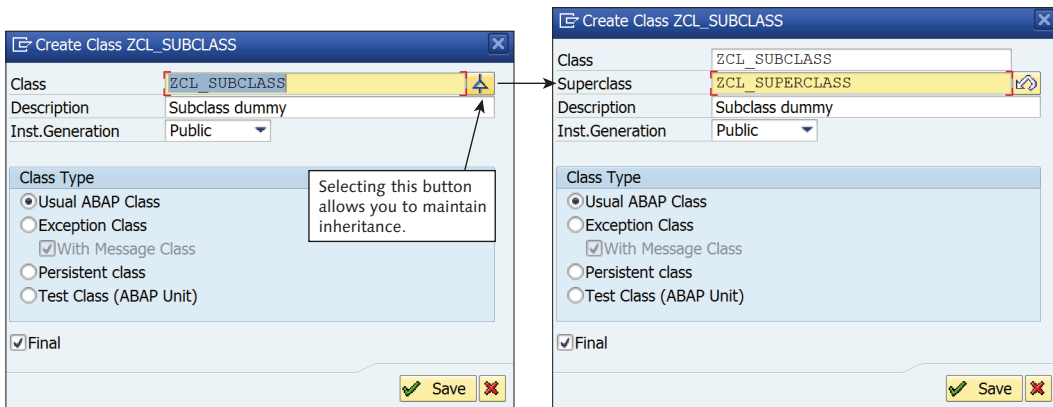 Create Class ZCL_SUBCLASS
Class ZCL_SUBCLASS
Description Subclass dummy
Inst.Generation Public
Class Type
Usual ABAP Class
Exception Class
With Message Class
Persistent class
Test Class (ABAP Unit)
Final
Save
Selecting this button
allows you to maintain
inheritance.
Create Class ZCL_SUBCLASS
Class ZCL_SUBCLASS
Superclass ZCL_SUPERCLASS
Description Subclass dummy
Inst.Generation Public
Class Type
Usual ABAP Class
Exception Class
With Message Class
Persistent class
Test Class (ABAP Unit)
Final
Save